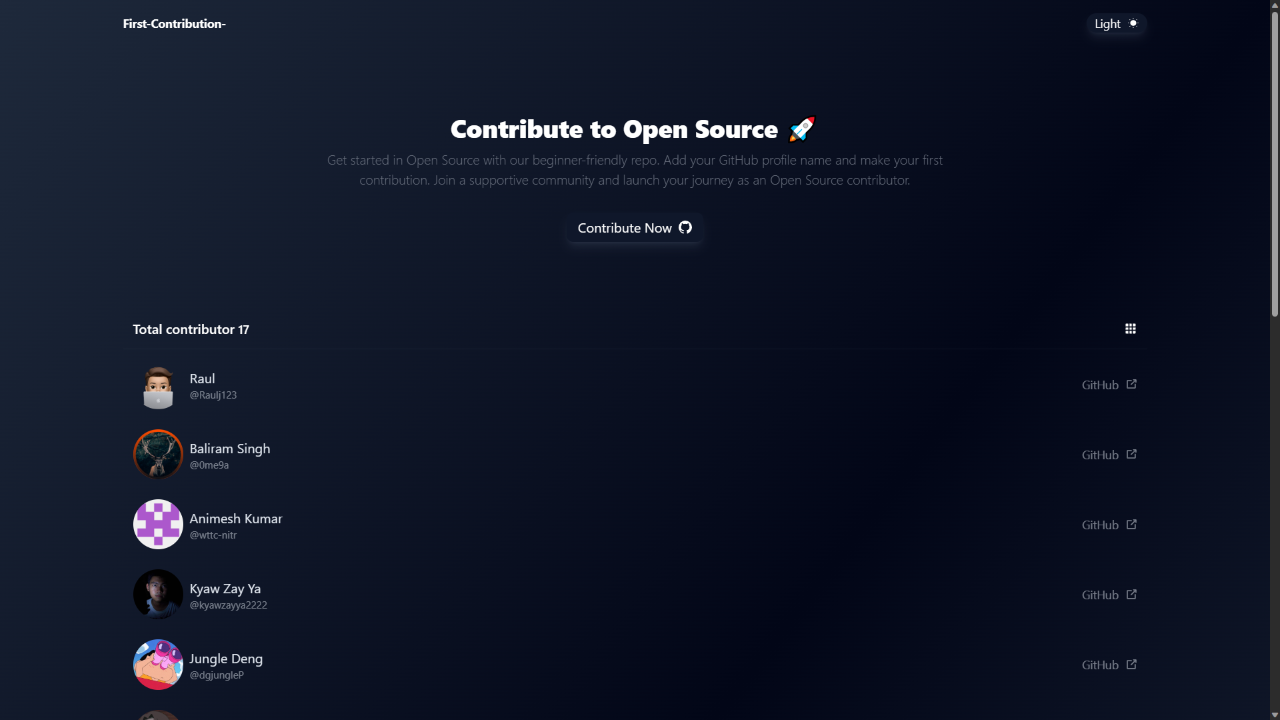 First-Contribution-
Light
Contribute to Open Source 🚀
Get started in Open Source with our beginner-friendly repo. Add your GitHub profile name and make your first
contribution. Join a supportive community and launch your journey as an Open Source contributor.
Contribute Now
Total contributor 17
Raul
@Raulj123
GitHub
Baliram Singh
@0me9a
GitHub
Animesh Kumar
@wttc-nitr
GitHub
Kyaw Zay Ya
@kyawzayya2222
GitHub
Jungle Deng
@dgjungleP
GitHub